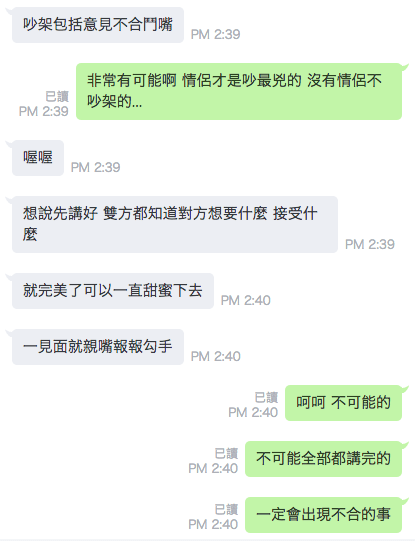 吵架包括意見不合鬥嘴
PM 2:39
非常有可能啊 情侶才是吵最兇的 沒有情侶不
吵架的...
已讀
PM 2:39
喔喔
PM 2:39
想說先講好 雙方都知道對方想要什麼 接受什
麼
PM 2:39
就完美了可以一直甜蜜下去
PM 2:40
一見面就親嘴報報勾手
PM 2:40
已讀
PM 2:40
呵呵 不可能的
已讀
PM 2:40
不可能全部都講完的
已讀
PM 2:40
一定會出現不合的事